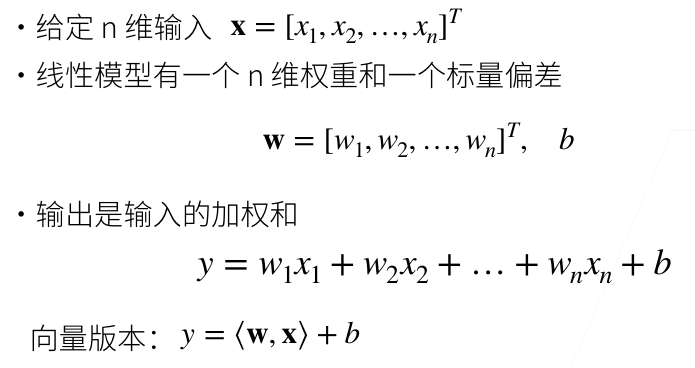 • 给定 n 维输入 x = [x₁, x₂, …, xₙ]ᵀ
• 线性模型有一个 n 维权重和一个标量偏差
w = [w₁, w₂, …, wₙ]ᵀ, b
• 输出是输入的加权和
y = w₁x₁ + w₂x₂ + … + wₙxₙ + b
向量版本： y = ⟨w, x⟩ + b